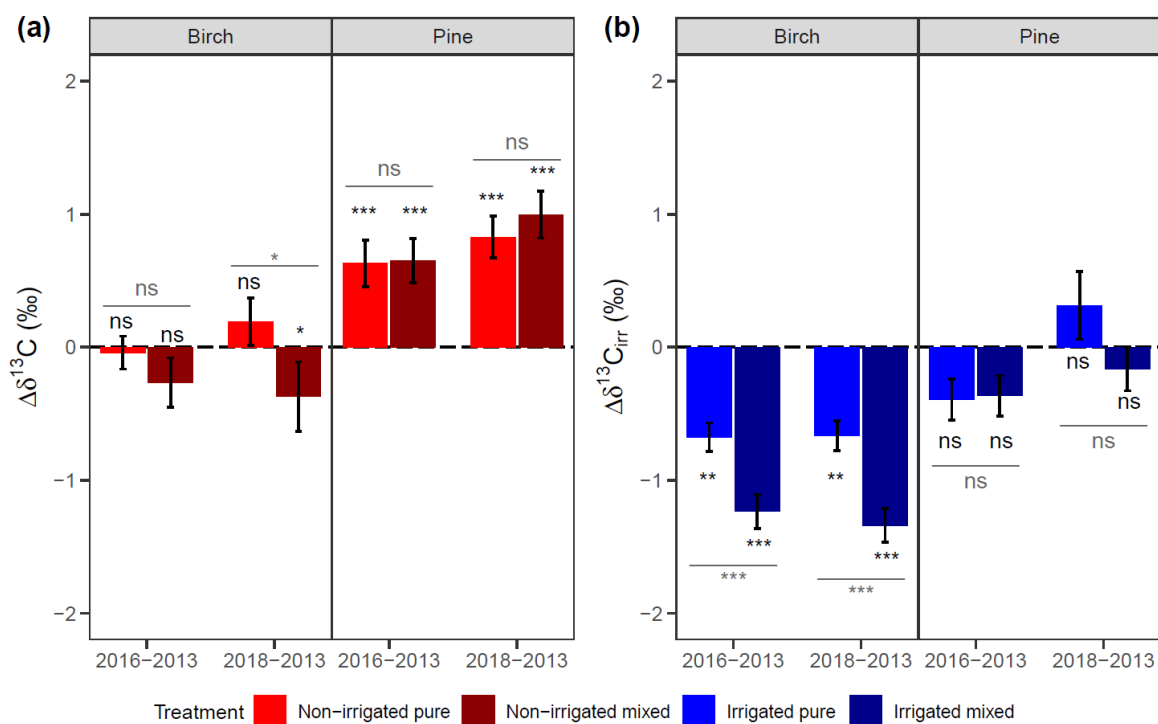 (a)
Birch
Pine
2
1
0
−1
−2
Δδ¹³C (‰)
ns
ns
ns
*
ns
*
ns
***
***
ns
***
***
2016−2013
2018−2013
2016−2013
2018−2013
(b)
Birch
Pine
2
1
0
−1
−2
Δδ¹³Cᵢᵣᵣ (‰)
**
***
***
**
***
***
ns
ns
ns
ns
ns
ns
2016−2013
2018−2013
2016−2013
2018−2013
Treatment Non−irrigated pure Non−irrigated mixed Irrigated pure Irrigated mixed